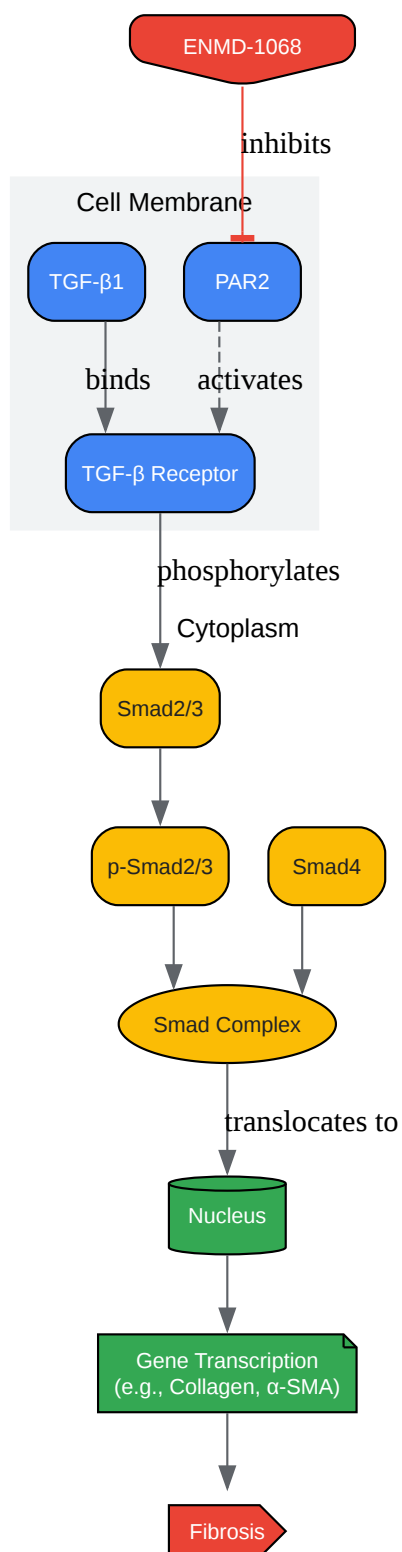 ENMD-1068
inhibits
Cell Membrane
TGF-β1
PAR2
binds
activates
TGF-β Receptor
phosphorylates
Cytoplasm
Smad2/3
p-Smad2/3
Smad4
Smad Complex
translocates to
Nucleus
Gene Transcription
(e.g., Collagen, α-SMA)
Fibrosis